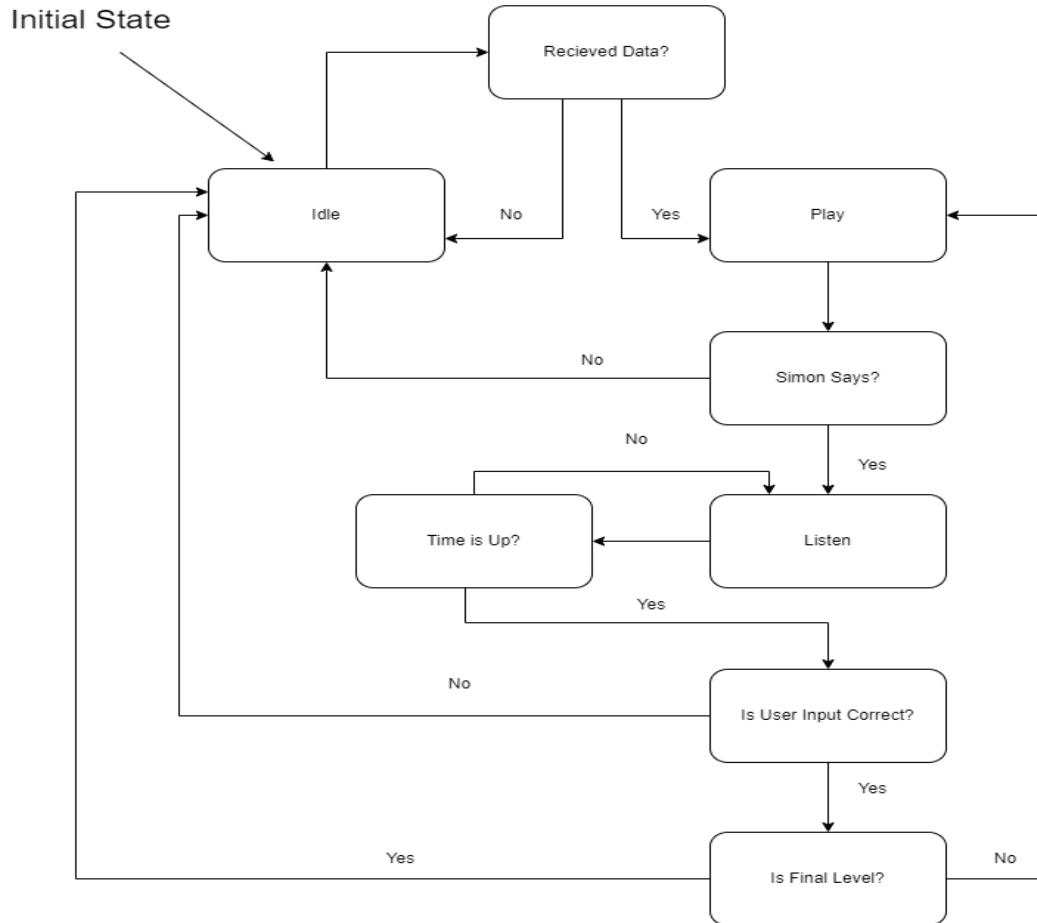 Initial State
Recieved Data?
Idle
No
Yes
Play
No
Simon Says?
No
Yes
Time is Up?
Listen
Yes
No
Is User Input Correct?
Yes
Yes
Is Final Level?
No